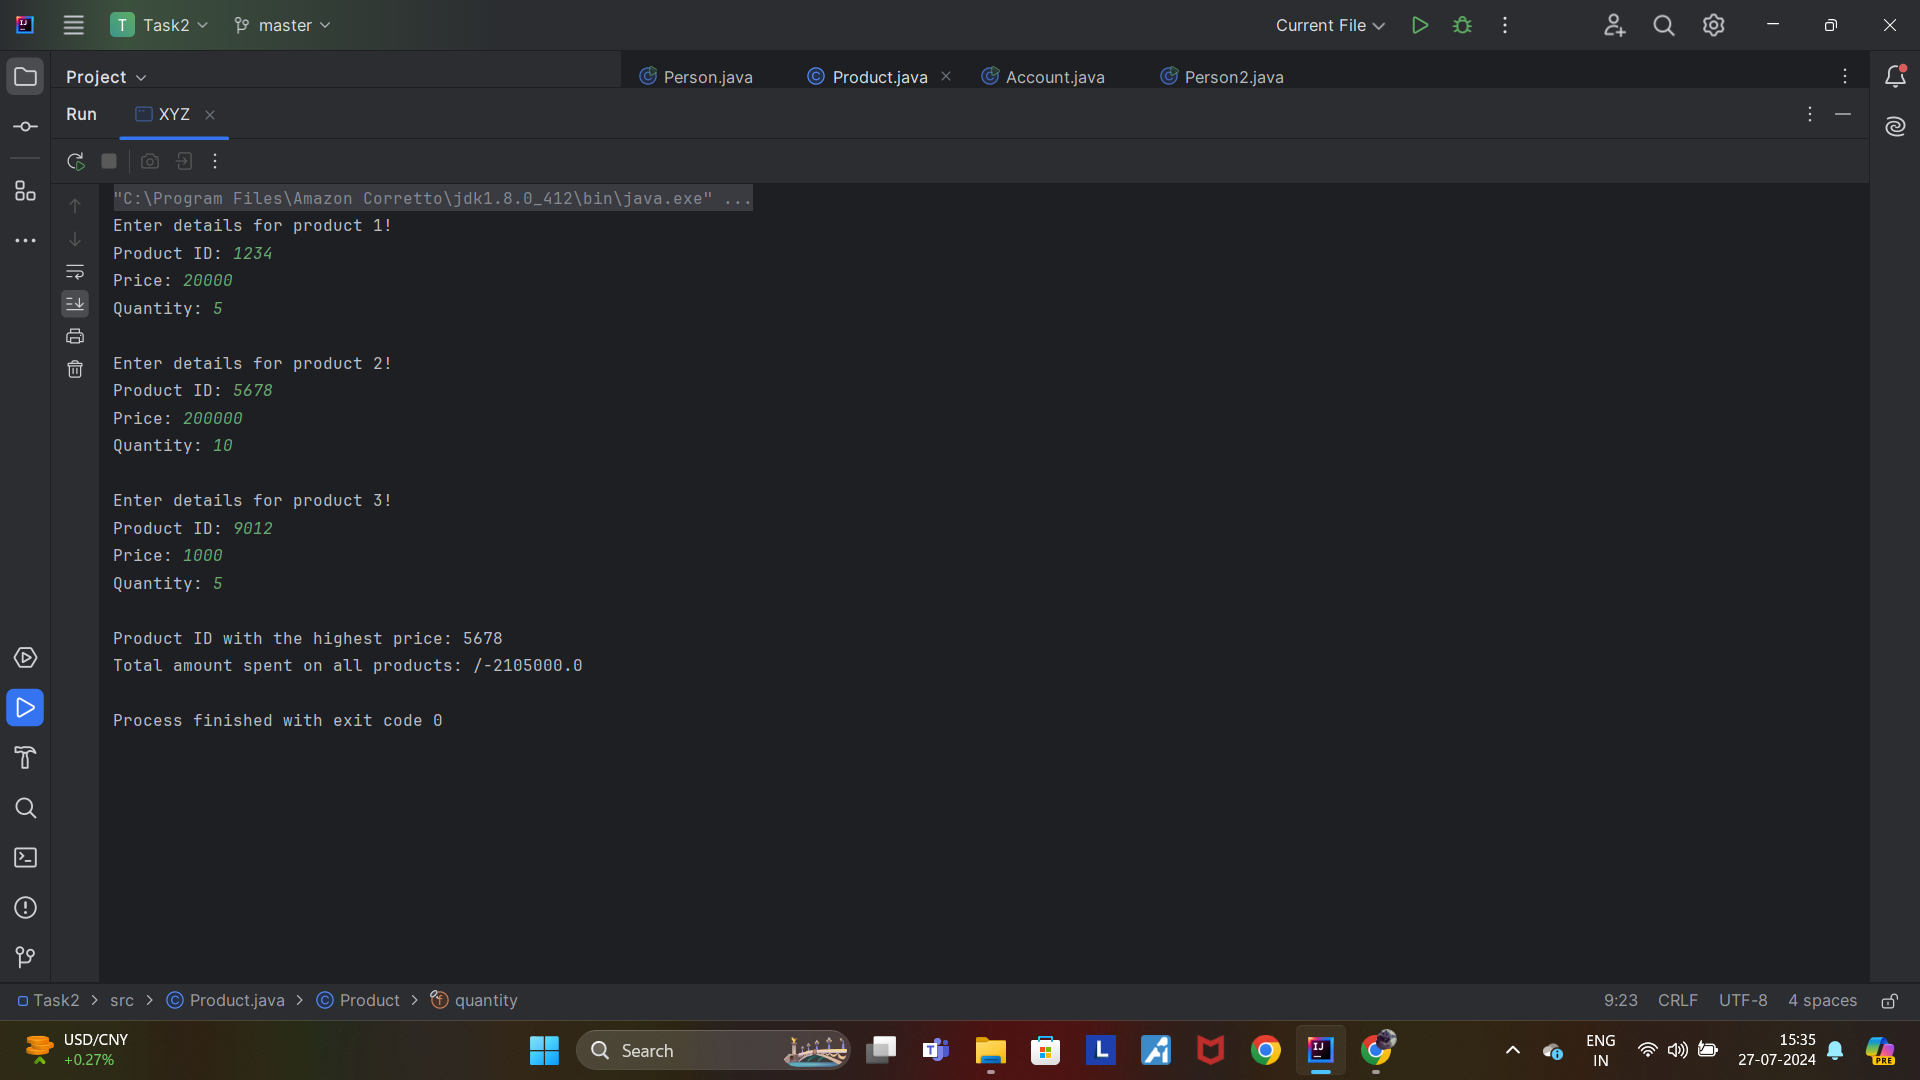 Task2
master
Current File
Project
Person.java
Product.java
Account.java
Person2.java
Run
XYZ
"C:\Program Files\Amazon Corretto\jdk1.8.0_412\bin\java.exe" ...
Enter details for product 1!
Product ID: 1234
Price: 20000
Quantity: 5
Enter details for product 2!
Product ID: 5678
Price: 200000
Quantity: 10
Enter details for product 3!
Product ID: 9012
Price: 1000
Quantity: 5
Product ID with the highest price: 5678
Total amount spent on all products: /-2105000.0
Process finished with exit code 0
Task2 > src > Product.java > Product > quantity
9:23 CRLF UTF-8 4 spaces
USD/CNY
+0.27%
Search
ENG
IN
15:35
27-07-2024
PRE